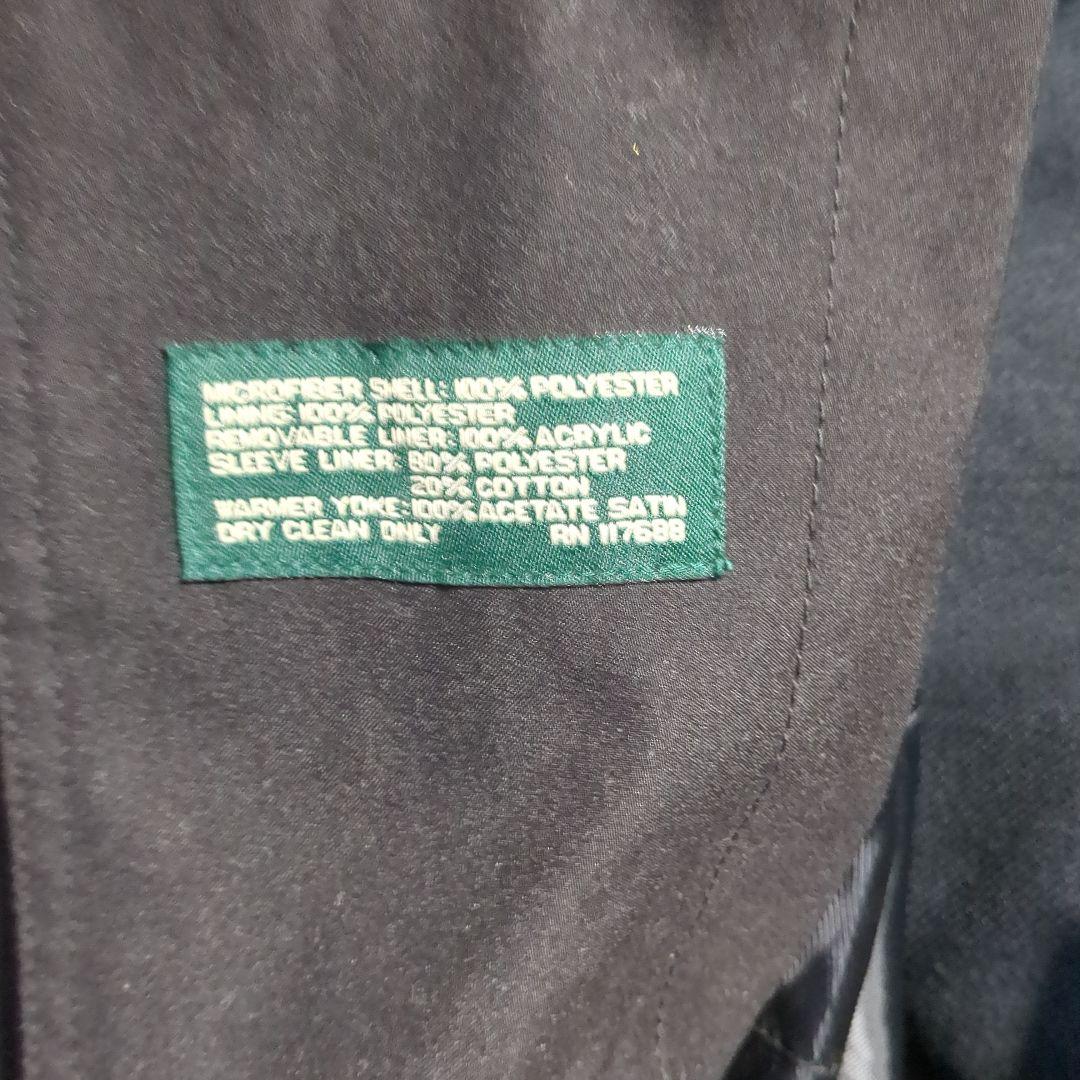 MICROFIBER SHELL: 100% POLYESTER
LINING: 100% POLYESTER
REMOVABLE LINER: 100% ACRYLIC
SLEEVE LINER: 80% POLYESTER
20% COTTON
WARMER YOKE: 100% ACETATE SATIN
DRY CLEAN ONLY RN 117688